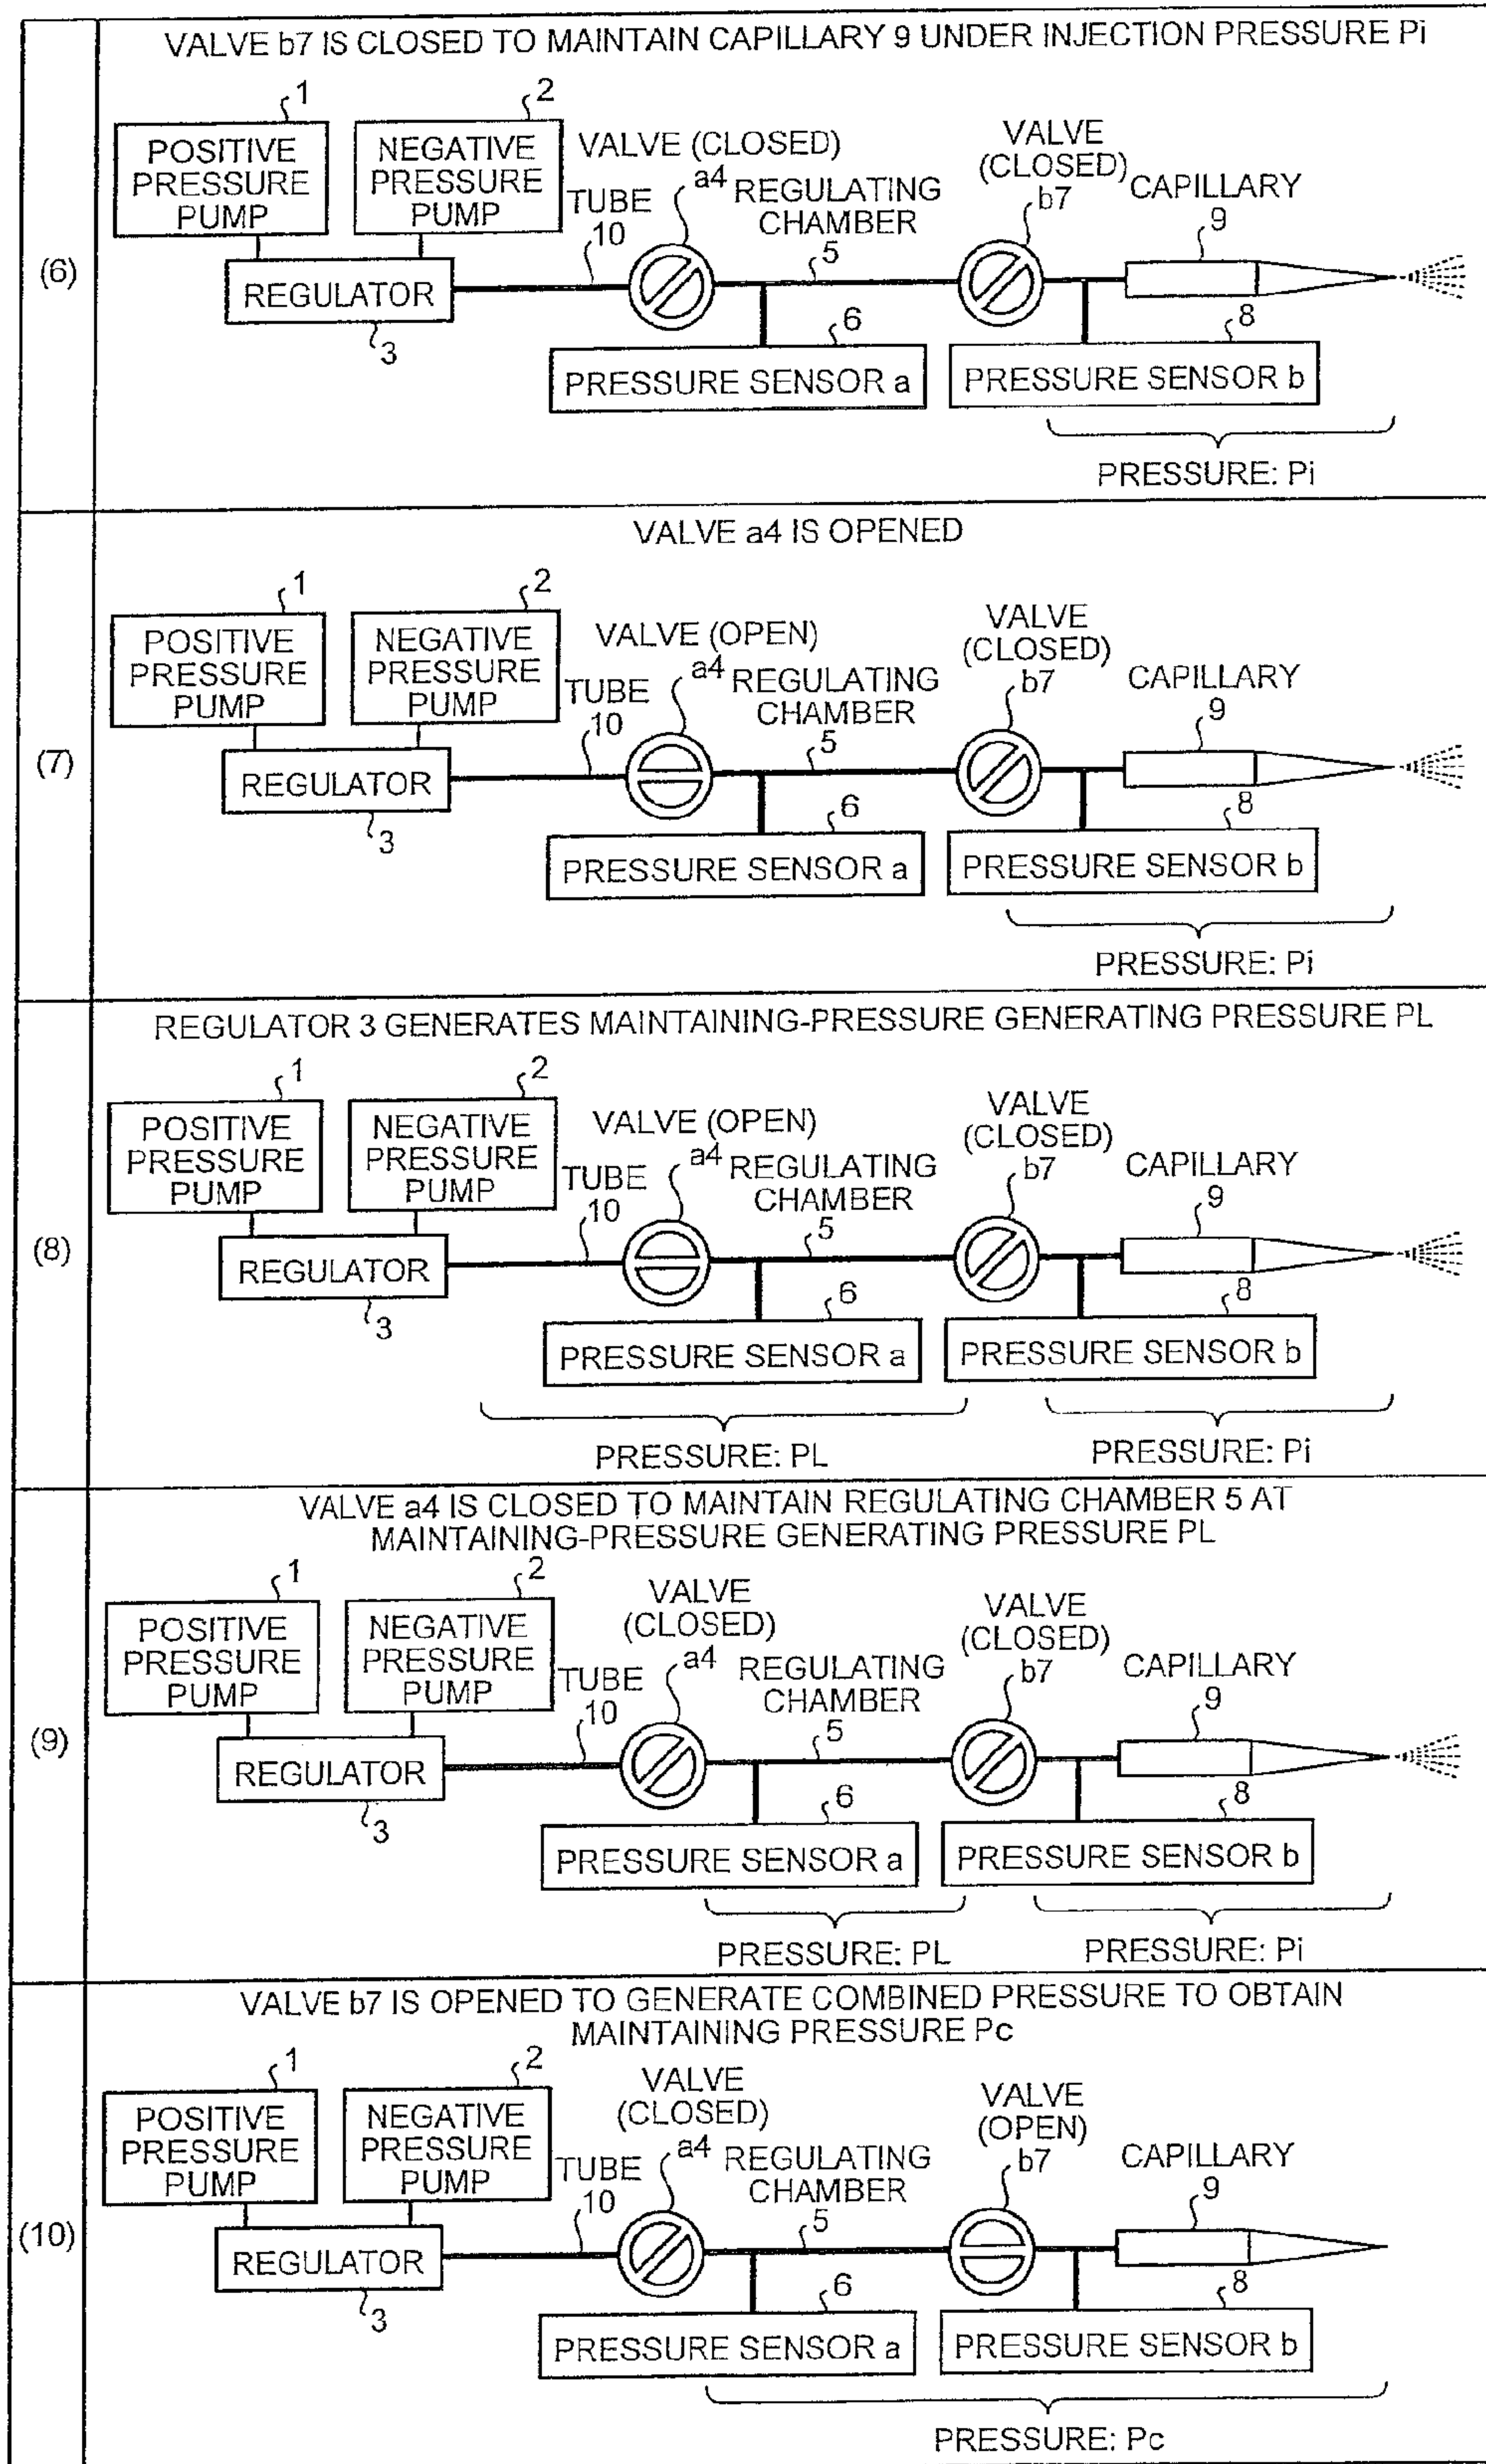 VALVE b7 IS CLOSED TO MAINTAIN CAPILLARY 9 UNDER INJECTION PRESSURE Pi
(6)
1
POSITIVE
PRESSURE
PUMP
2
NEGATIVE
PRESSURE
PUMP
REGULATOR
3
TUBE
10
VALVE (CLOSED)
a4
REGULATING
CHAMBER
5
VALVE
(CLOSED)
b7
CAPILLARY
9
6
PRESSURE SENSOR a
8
PRESSURE SENSOR b
PRESSURE: Pi
VALVE a4 IS OPENED
(7)
1
POSITIVE
PRESSURE
PUMP
2
NEGATIVE
PRESSURE
PUMP
REGULATOR
3
TUBE
10
VALVE (OPEN)
a4
REGULATING
CHAMBER
5
VALVE
(CLOSED)
b7
CAPILLARY
9
6
PRESSURE SENSOR a
8
PRESSURE SENSOR b
PRESSURE: Pi
REGULATOR 3 GENERATES MAINTAINING-PRESSURE GENERATING PRESSURE PL
(8)
1
POSITIVE
PRESSURE
PUMP
2
NEGATIVE
PRESSURE
PUMP
REGULATOR
3
TUBE
10
VALVE (OPEN)
a4
REGULATING
CHAMBER
5
VALVE
(CLOSED)
b7
CAPILLARY
9
6
PRESSURE SENSOR a
8
PRESSURE SENSOR b
PRESSURE: PL
PRESSURE: Pi
VALVE a4 IS CLOSED TO MAINTAIN REGULATING CHAMBER 5 AT
MAINTAINING-PRESSURE GENERATING PRESSURE PL
(9)
1
POSITIVE
PRESSURE
PUMP
2
NEGATIVE
PRESSURE
PUMP
REGULATOR
3
TUBE
10
VALVE
(CLOSED)
a4
REGULATING
CHAMBER
5
VALVE
(CLOSED)
b7
CAPILLARY
9
6
PRESSURE SENSOR a
8
PRESSURE SENSOR b
PRESSURE: PL
PRESSURE: Pi
VALVE b7 IS OPENED TO GENERATE COMBINED PRESSURE TO OBTAIN
MAINTAINING PRESSURE Pc
(10)
1
POSITIVE
PRESSURE
PUMP
2
NEGATIVE
PRESSURE
PUMP
REGULATOR
3
TUBE
10
VALVE
(CLOSED)
a4
REGULATING
CHAMBER
5
VALVE
(OPEN)
b7
CAPILLARY
9
6
PRESSURE SENSOR a
8
PRESSURE SENSOR b
PRESSURE: Pc